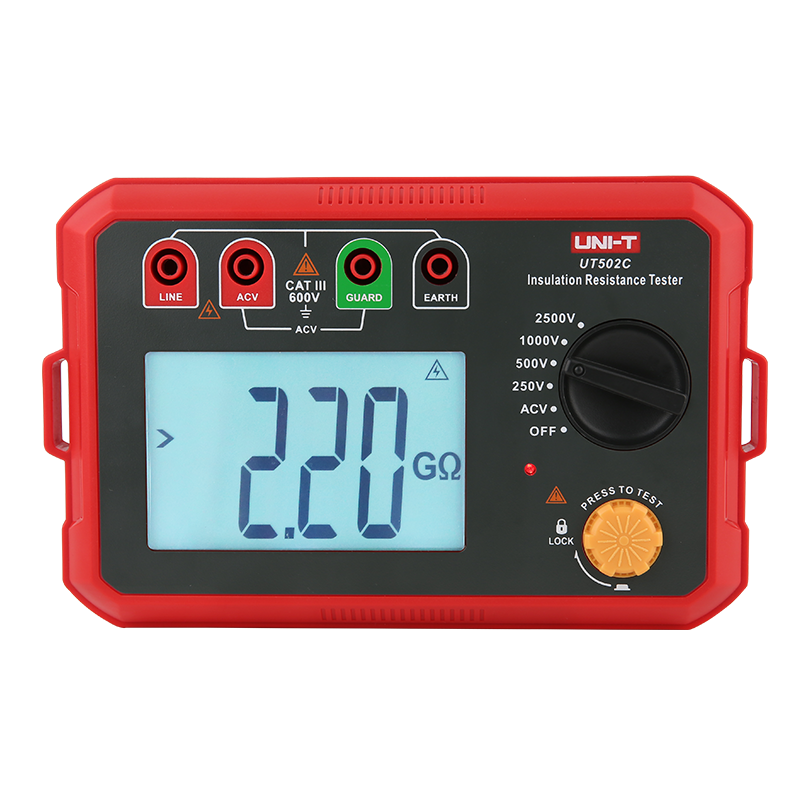 UNI-T
UT502C
Insulation Resistance Tester
LINE
ACV
CAT III
600V
GUARD
EARTH
ACV
2500V
1000V
500V
250V
ACV
OFF
> 2.20 GΩ
PRESS TO TEST
LOCK